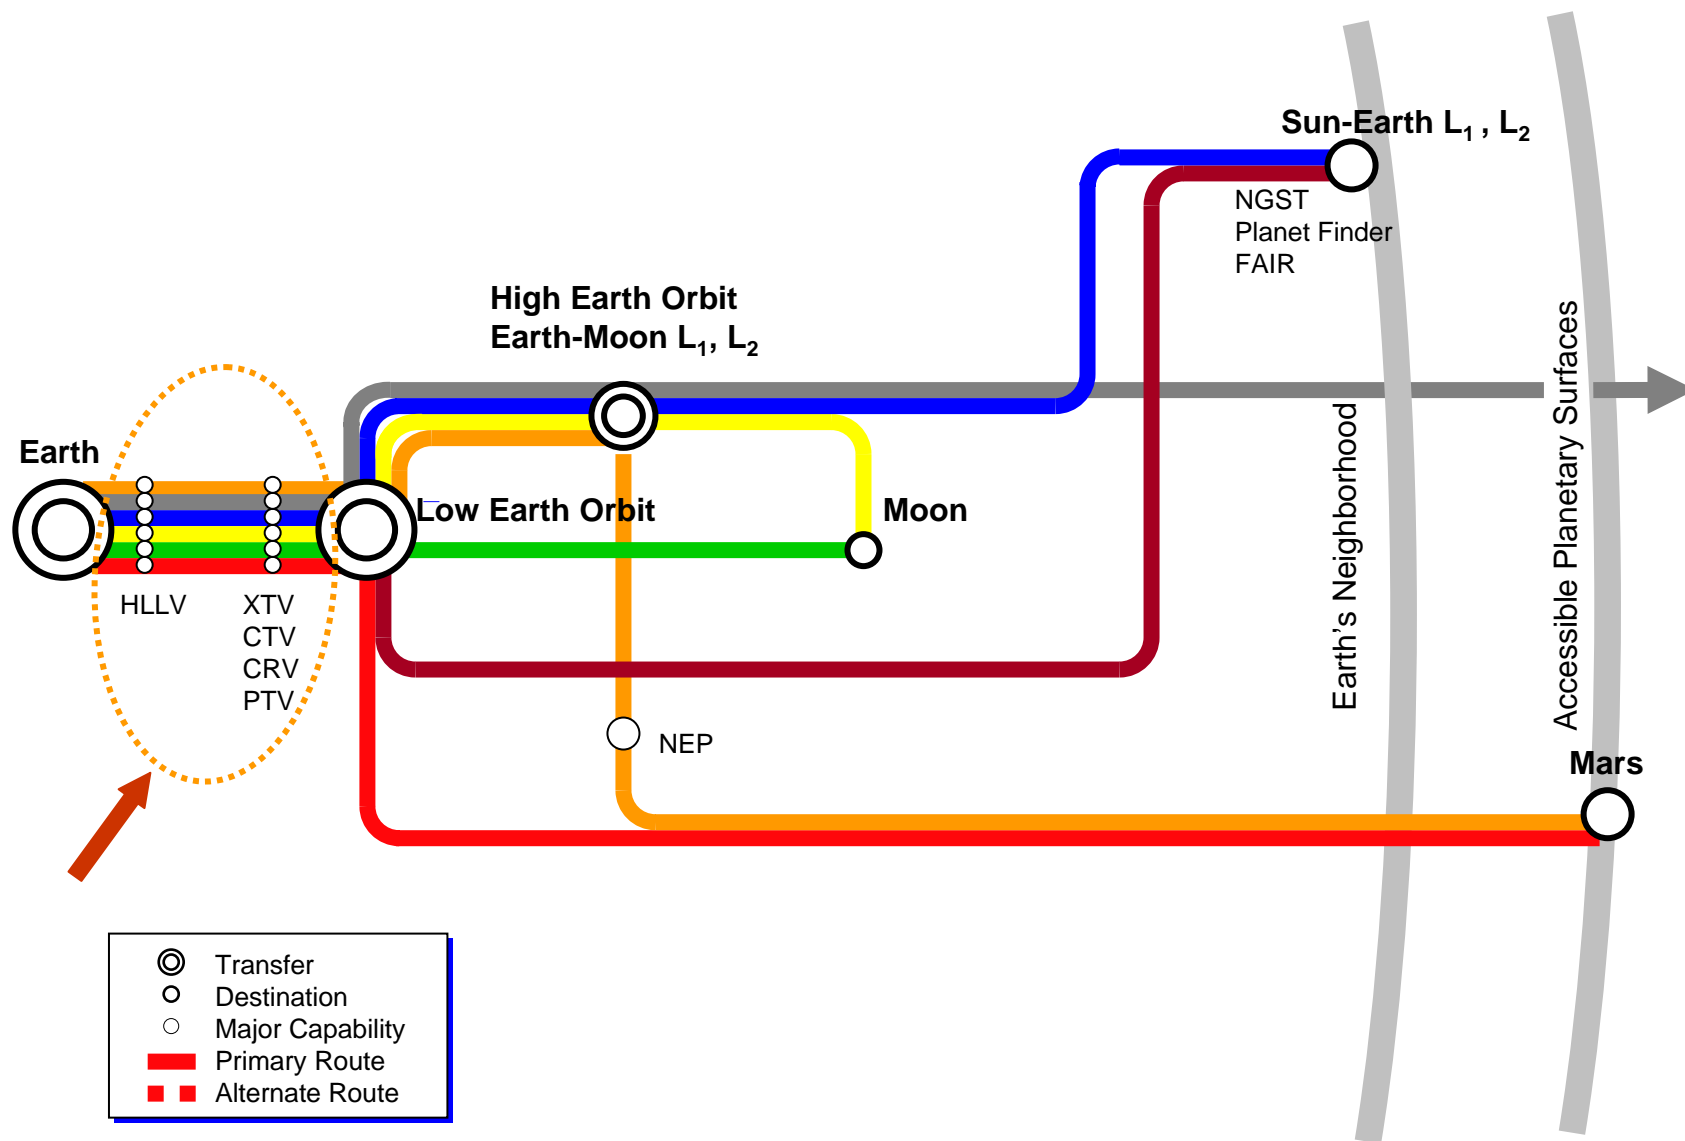 Sun-Earth L1 , L2
NGST
Planet Finder
FAIR
High Earth Orbit
Earth-Moon L1, L2
Earth
Low Earth Orbit
Moon
HLLV
XTV
CTV
CRV
PTV
NEP
Earth’s Neighborhood
Accessible Planetary Surfaces
Mars
Transfer
Destination
Major Capability
Primary Route
Alternate Route